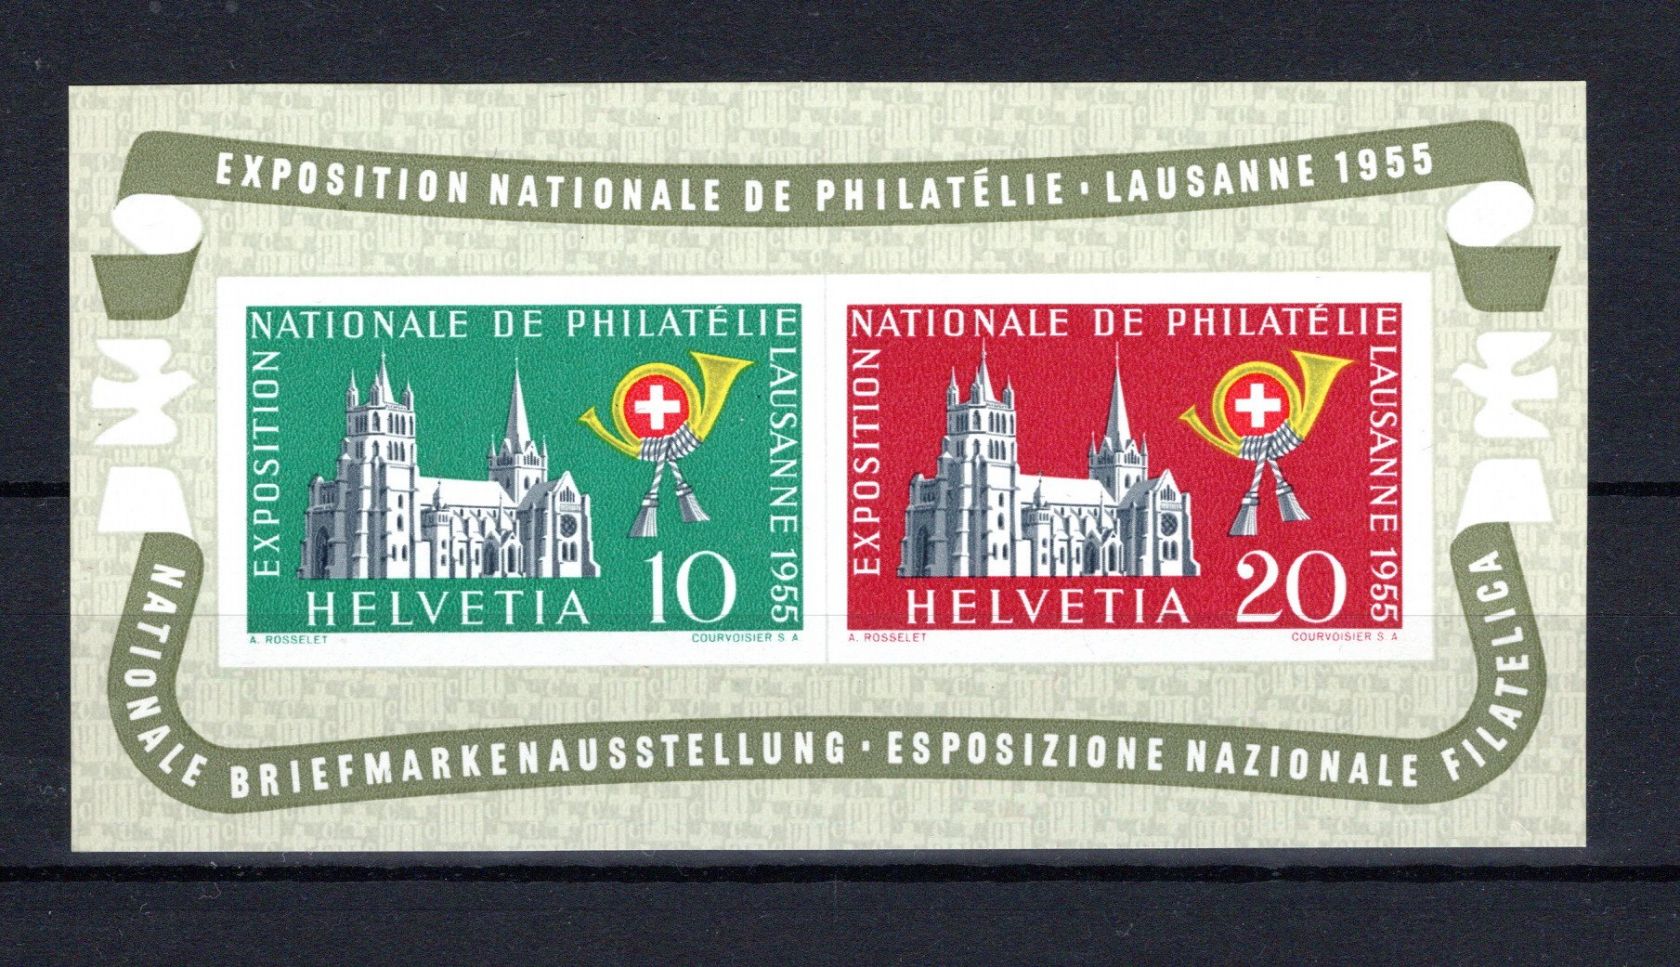 EXPOSITION NATIONALE DE PHILATÉLIE · LAUSANNE 1955
EXPOSITION
NATIONALE DE PHILATÉLIE
LAUSANNE 1955
HELVETIA 10
A. ROSSELET COURVOISIER S A
EXPOSITION
NATIONALE DE PHILATÉLIE
LAUSANNE 1955
HELVETIA 20
A. ROSSELET COURVOISIER S. A
NATIONALE BRIEFMARKENAUSSTELLUNG · ESPOSIZIONE NAZIONALE FILATELICA